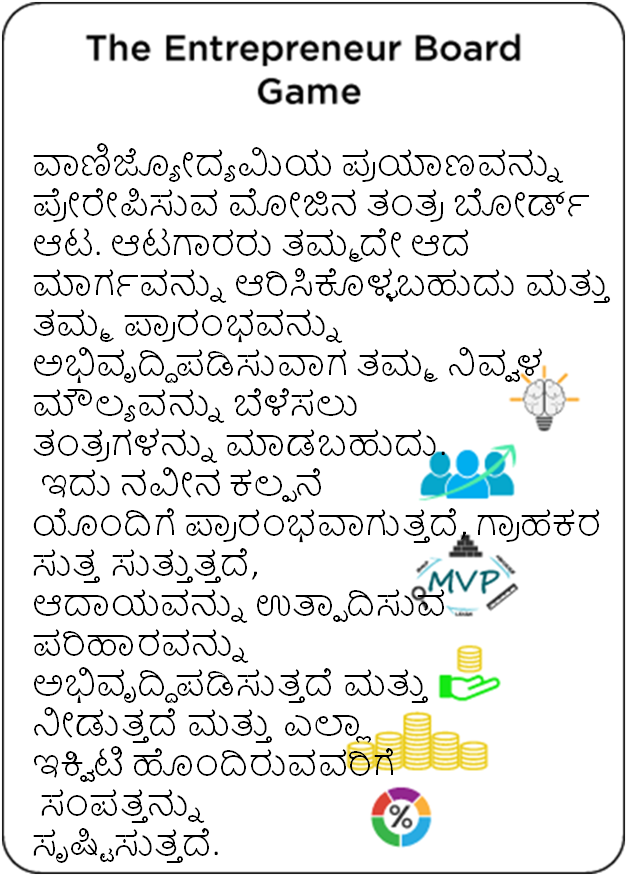 The Entrepreneur Board
Game
ವಾಣಿಜ್ಯೋದ್ಯಮಿಯ ಪ್ರಯಾಣವನ್ನು
ಪ್ರೇರೇಪಿಸುವ ಮೋಜಿನ ತಂತ್ರ ಬೋರ್ಡ್
ಆಟ. ಆಟಗಾರರು ತಮ್ಮದೇ ಆದ
ಮಾರ್ಗವನ್ನು ಆರಿಸಿಕೊಳ್ಳಬಹುದು ಮತ್ತು
ತಮ್ಮ ಪ್ರಾರಂಭವನ್ನು
ಅಭಿವೃದ್ದಿಪಡಿಸುವಾಗ ತಮ್ಮ ನಿವ್ವಳ
ಮೌಲ್ಯವನ್ನು ಬೆಳೆಸಲು
ತಂತ್ರಗಳನ್ನು ಮಾಡಬಹುದು.
ಇದು ನವೀನ ಕಲ್ಪನೆ
ಯೊಂದಿಗೆ ಪ್ರಾರಂಭವಾಗುತ್ತದೆ, ಗ್ರಾಹಕರ
ಸುತ್ತ ಸುತ್ತುತ್ತದೆ,
MVP
ಆದಾಯವನ್ನು ಉತ್ಪಾದಿಸುವ
ಪರಿಹಾರವನ್ನು
ಅಭಿವೃದ್ದಿಪಡಿಸುತ್ತದೆ ಮತ್ತು
ನೀಡುತ್ತದೆ ಮತ್ತು ಎಲ್ಲಾ
ಇಕ್ವಿಟಿ ಹೊಂದಿರುವವರಿಗೆ
ಸಂಪತ್ತನ್ನು
%
ಸೃಷ್ಟಿಸುತ್ತದೆ.